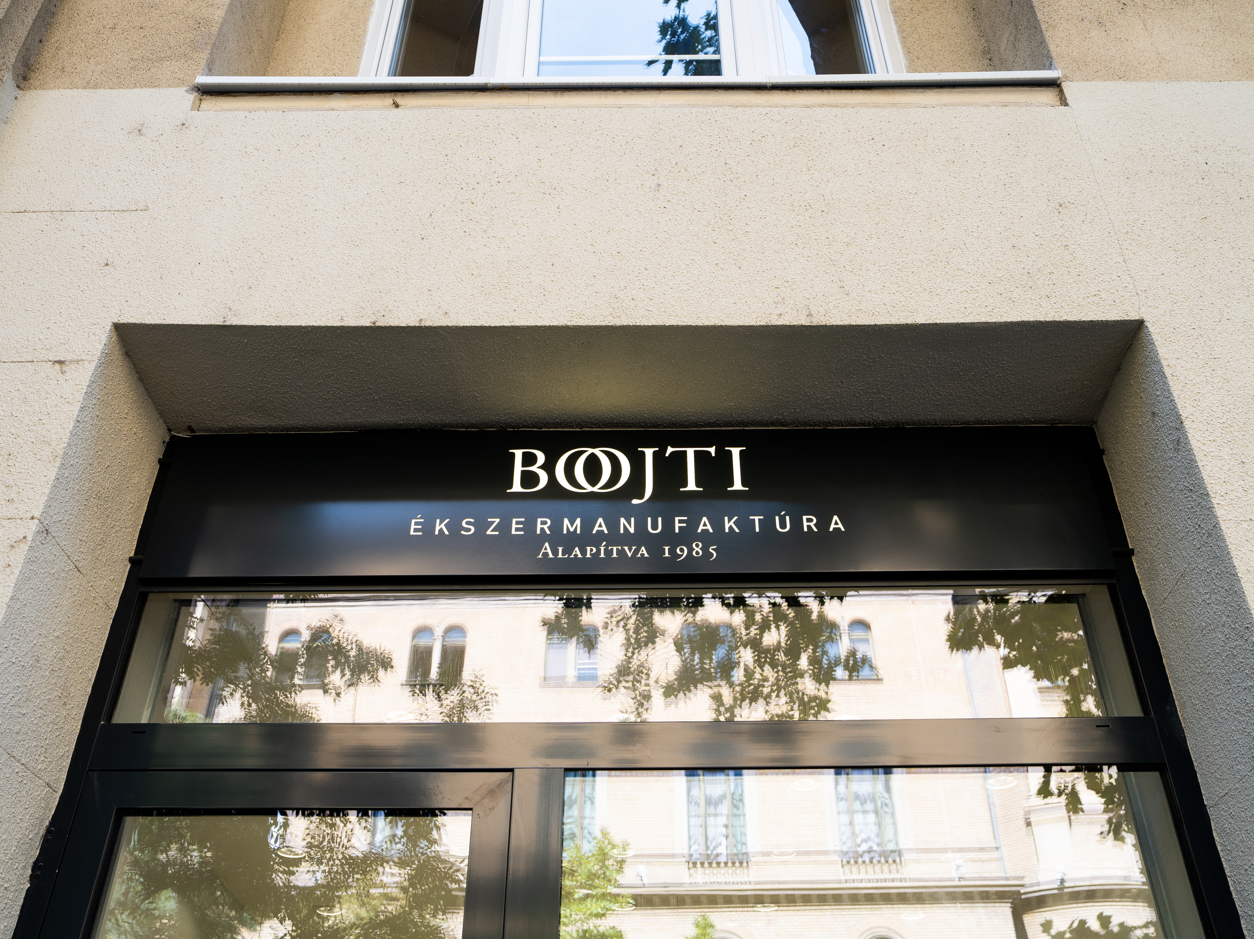 BOOJTI
ÉKSZERMANUFAKTÚRA
Alapítva 1985